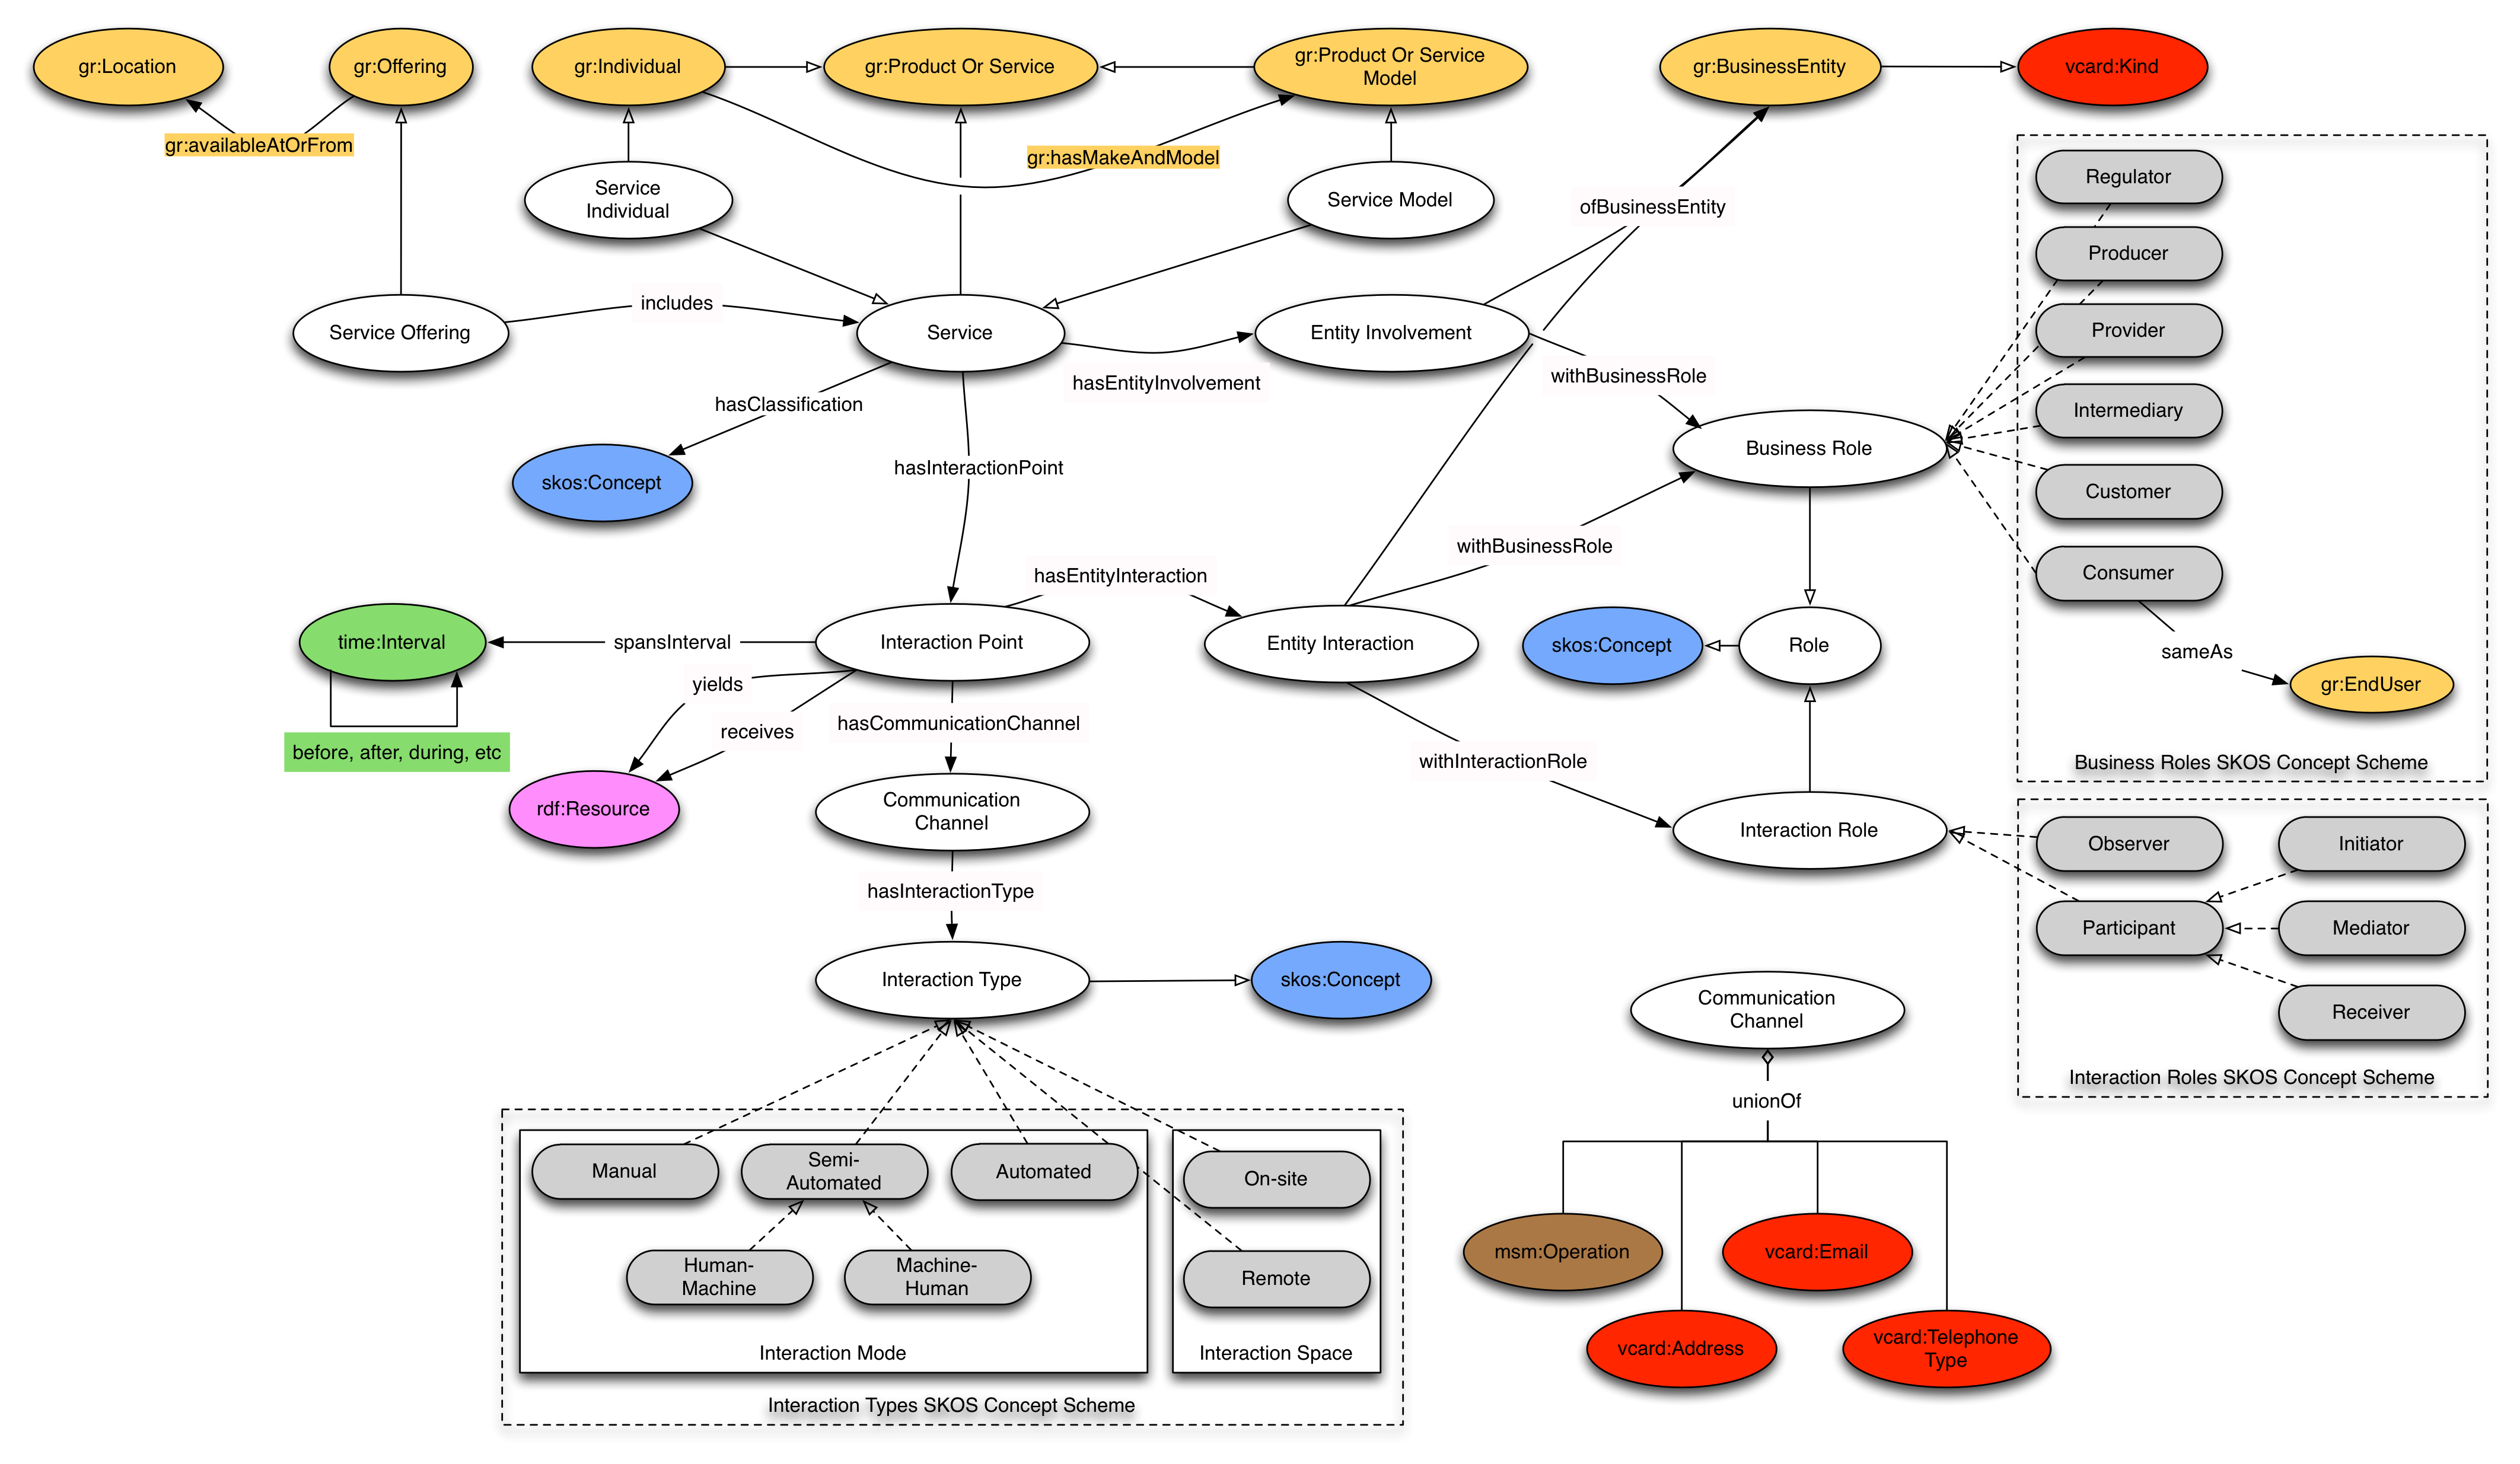 gr:Location
gr:Offering
gr:Individual
gr:Product Or Service
gr:Product Or Service
Model
gr:BusinessEntity
vcard:Kind
gr:availableAtOrFrom
gr:hasMakeAndModel
Service
Individual
Service Model
ofBusinessEntity
Regulator
Producer
Provider
Intermediary
Customer
Consumer
sameAs
gr:EndUser
Business Roles SKOS Concept Scheme
Service Offering
includes
Service
hasEntityInvolvement
Entity Involvement
withBusinessRole
hasClassification
skos:Concept
hasInteractionPoint
Business Role
withBusinessRole
hasEntityInteraction
time:Interval
spansInterval
Interaction Point
Entity Interaction
skos:Concept
Role
before, after, during, etc
yields
receives
rdf:Resource
hasCommunicationChannel
withInteractionRole
Communication
Channel
Interaction Role
hasInteractionType
Interaction Type
skos:Concept
Observer
Initiator
Participant
Mediator
Receiver
Interaction Roles SKOS Concept Scheme
Communication
Channel
unionOf
msm:Operation
vcard:Email
vcard:Address
vcard:Telephone
Type
Manual
Semi-
Automated
Automated
On-site
Human-
Machine
Machine-
Human
Remote
Interaction Mode
Interaction Space
Interaction Types SKOS Concept Scheme